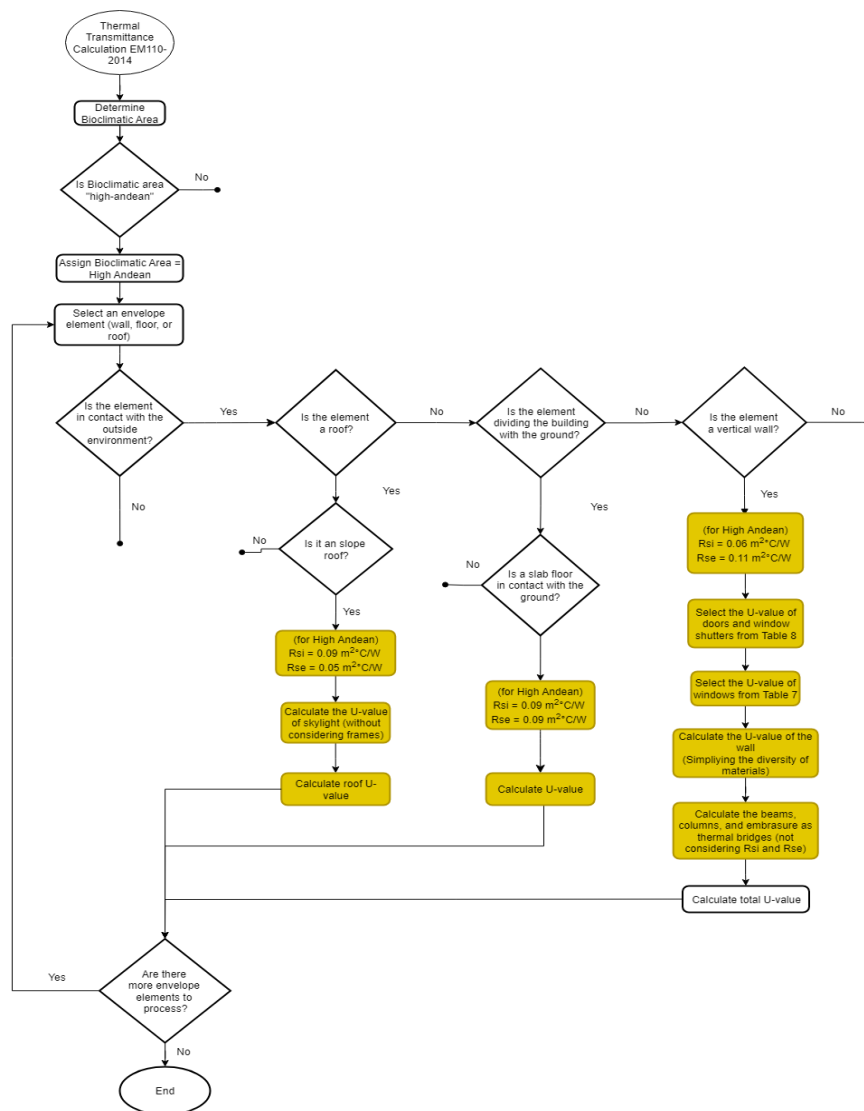 Thermal
Transmittance
Calculation EM110-
2014
Determine
Bioclimatic Area
Is Bioclimatic area
"high-andean"
No
Assign Bioclimatic Area =
High Andean
Select an envelope
element (wall, floor, or
roof)
Is the element
in contact with the
outside
environment?
Yes
No
Is the element
a roof?
No
Yes
Is the element
dividing the building
with the ground?
No
Yes
Is the element
a vertical wall?
No
Yes
Is it an slope
roof?
No
Yes
(for High Andean)
Rsi = 0.09 m²°C/W
Rse = 0.05 m²°C/W
Calculate the U-value
of skylight (without
considering frames)
Calculate roof U-
value
Is a slab floor
in contact with the
ground?
No
(for High Andean)
Rsi = 0.09 m²°C/W
Rse = 0.09 m²°C/W
Calculate U-value
(for High Andean)
Rsi = 0.06 m²°C/W
Rse = 0.11 m²°C/W
Select the U-value of
doors and window
shutters from Table 8
Select the U-value of
windows from Table 7
Calculate the U-value of the
wall
(Simpliying the diversity of
materials)
Calculate the beams,
columns, and embrasure as
thermal bridges (not
considering Rsi and Rse)
Calculate total U-value
Are there
more envelope
elements to
process?
Yes
No
End